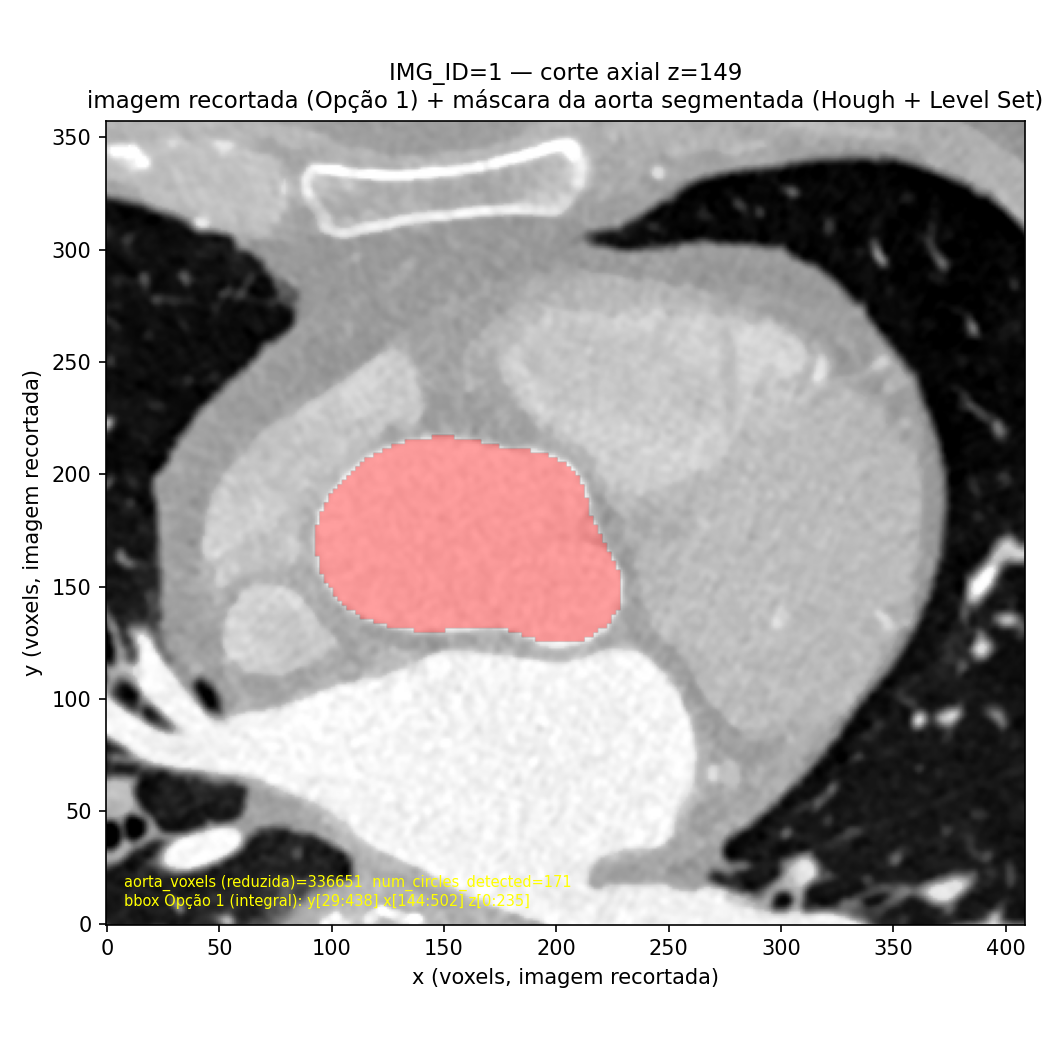 IMG_ID=1 — corte axial z=149
imagem recortada (Opção 1) + máscara da aorta segmentada (Hough + Level Set)
y (voxels, imagem recortada)
350
300
250
200
150
100
50
0
aorta_voxels (reduzida)=336651 num_circles_detected=171
bbox Opção 1 (integral): y[29:438] x[144:502] z[0:235]
0 50 100 150 200 250 300 350 400
x (voxels, imagem recortada)